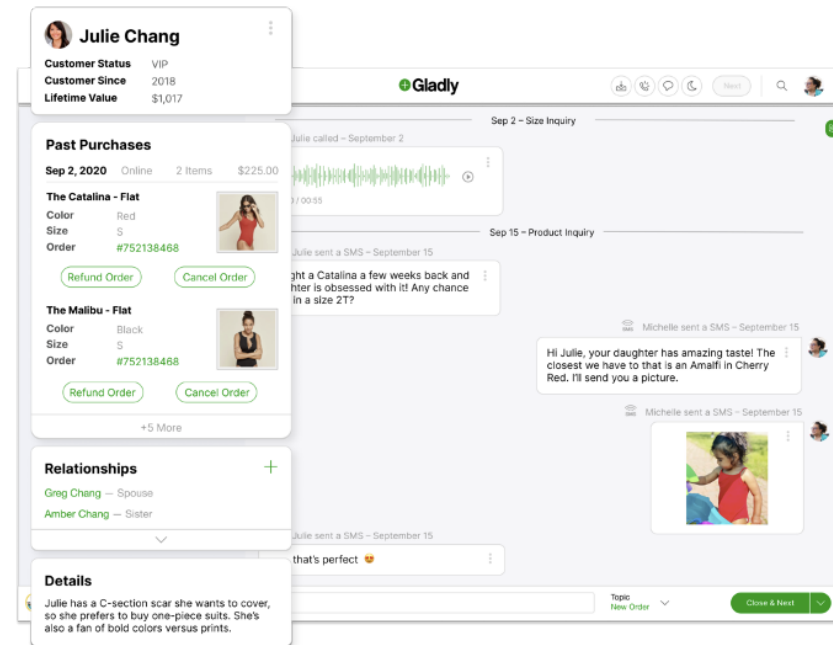 Julie Chang
Customer Status VIP
Customer Since 2018
Lifetime Value $1,017
Gladly
Next
Past Purchases
Sep 2, 2020 Online 2 Items $225.00
The Catalina - Flat
Color Red
Size S
Order #752138468
Refund Order Cancel Order
The Malibu - Flat
Color Black
Size S
Order #752138468
Refund Order Cancel Order
+5 More
Relationships
Greg Chang — Spouse
Amber Chang — Sister
Details
Julie has a C-section scar she wants to cover,
so she prefers to buy one-piece suits. She's
also a fan of bold colors versus prints.
Sep 2 – Size Inquiry
Julie called – September 2
/ 00:55
Sep 15 – Product Inquiry
Julie sent a SMS – September 15
ght a Catalina a few weeks back and
hter is obsessed with it! Any chance
in a size 2T?
Michelle sent a SMS – September 15
Hi Julie, your daughter has amazing taste! The
closest we have to that is an Amalfi in Cherry
Red. I'll send you a picture.
Michelle sent a SMS – September 15
Julie sent a SMS – September 15
that's perfect 😍
Topic
New Order
Close & Next